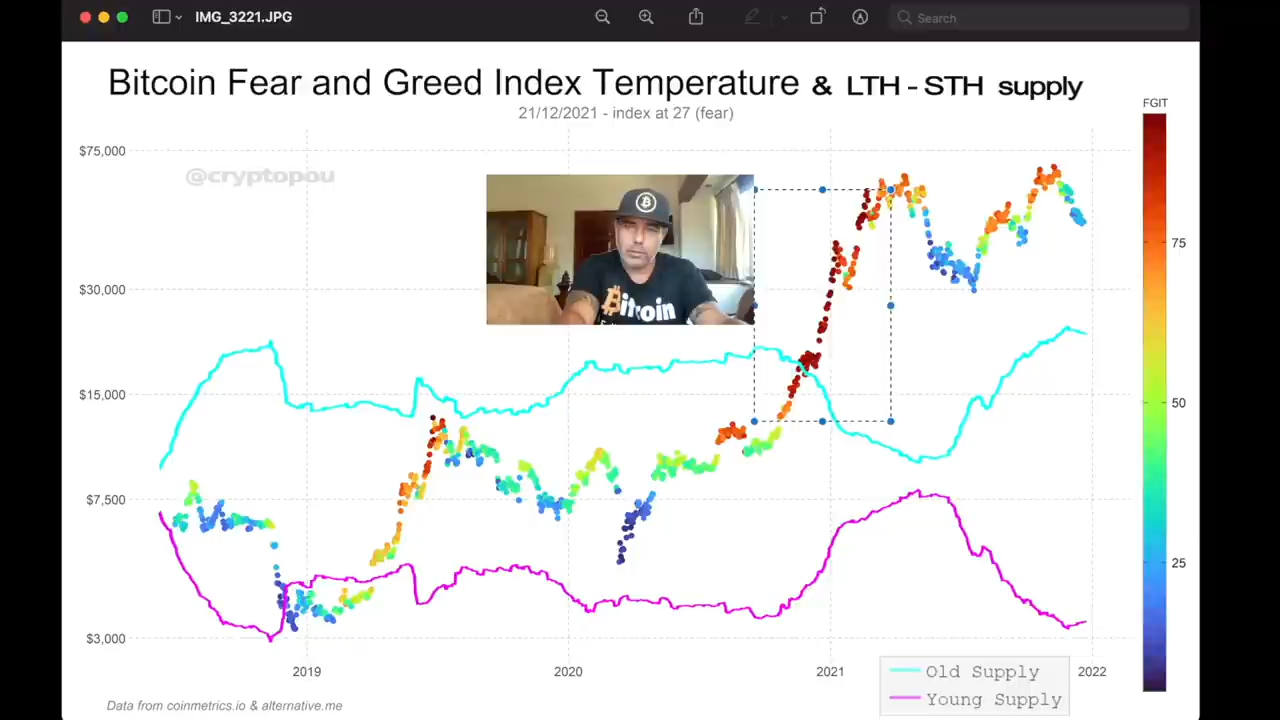 IMG_3221.JPG
Search
Bitcoin Fear and Greed Index Temperature & LTH - STH supply
21/12/2021 - index at 27 (fear)
FGIT
@cryptopou
$75,000
$30,000
$15,000
$7,500
$3,000
75
50
25
Bitcoin
2019
2020
2021
2022
Old Supply
Young Supply
Data from coinmetrics.io & alternative.me